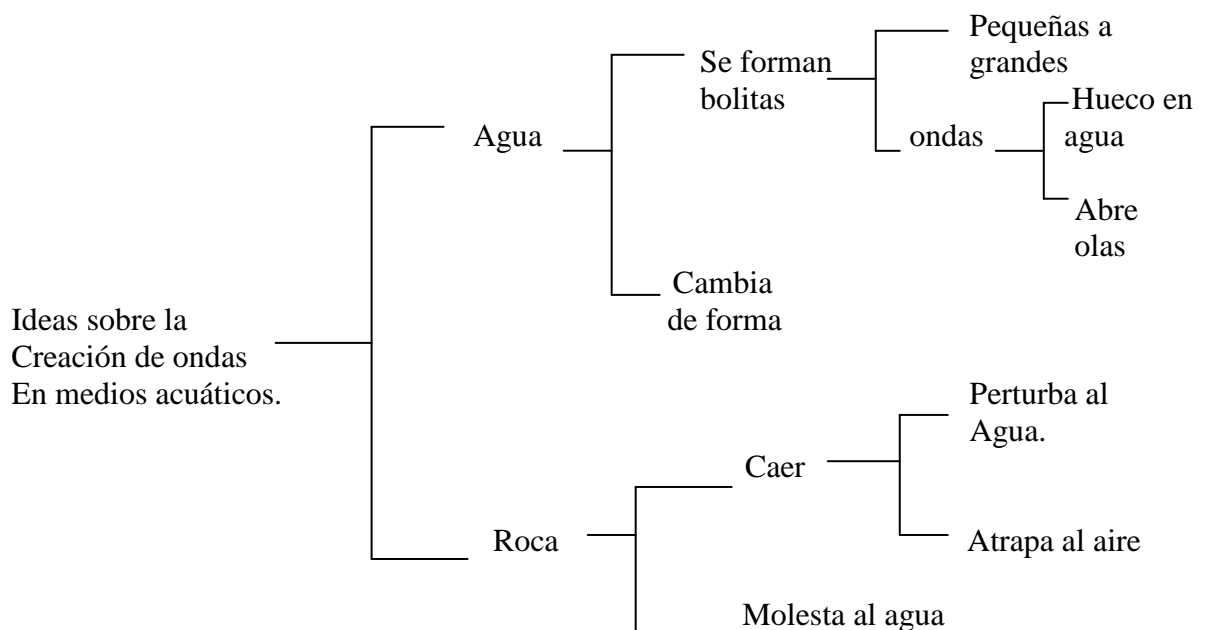 Pequeñas a
grandes
Se forman
bolitas
Hueco en
agua
ondas
Agua
Abre
olas
Cambia
de forma
Ideas sobre la
Creación de ondas
En medios acuáticos.
Perturba al
Agua.
Caer
Roca
Atrapa al aire
Molesta al agua